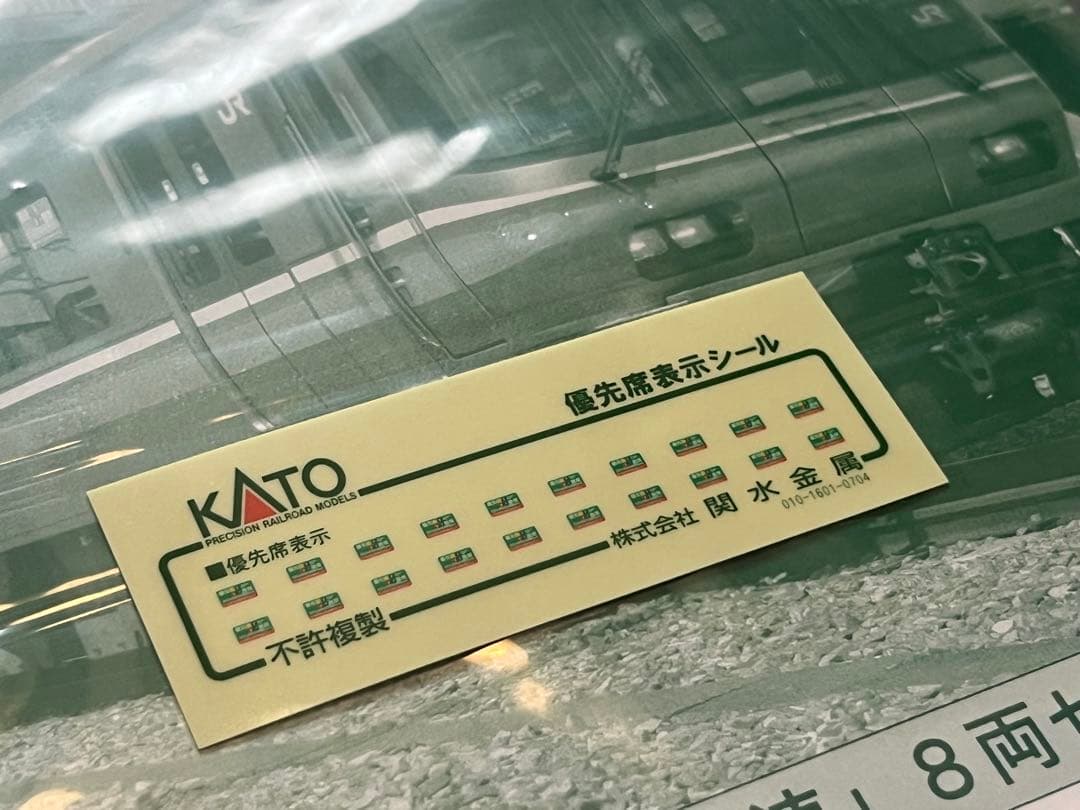 JR
JR
優先席表示シール
KATO
PRECISION RAILROAD MODELS
■優先席表示
株式会社 関水金属
010-1601-0704
不許複製
」8両セ